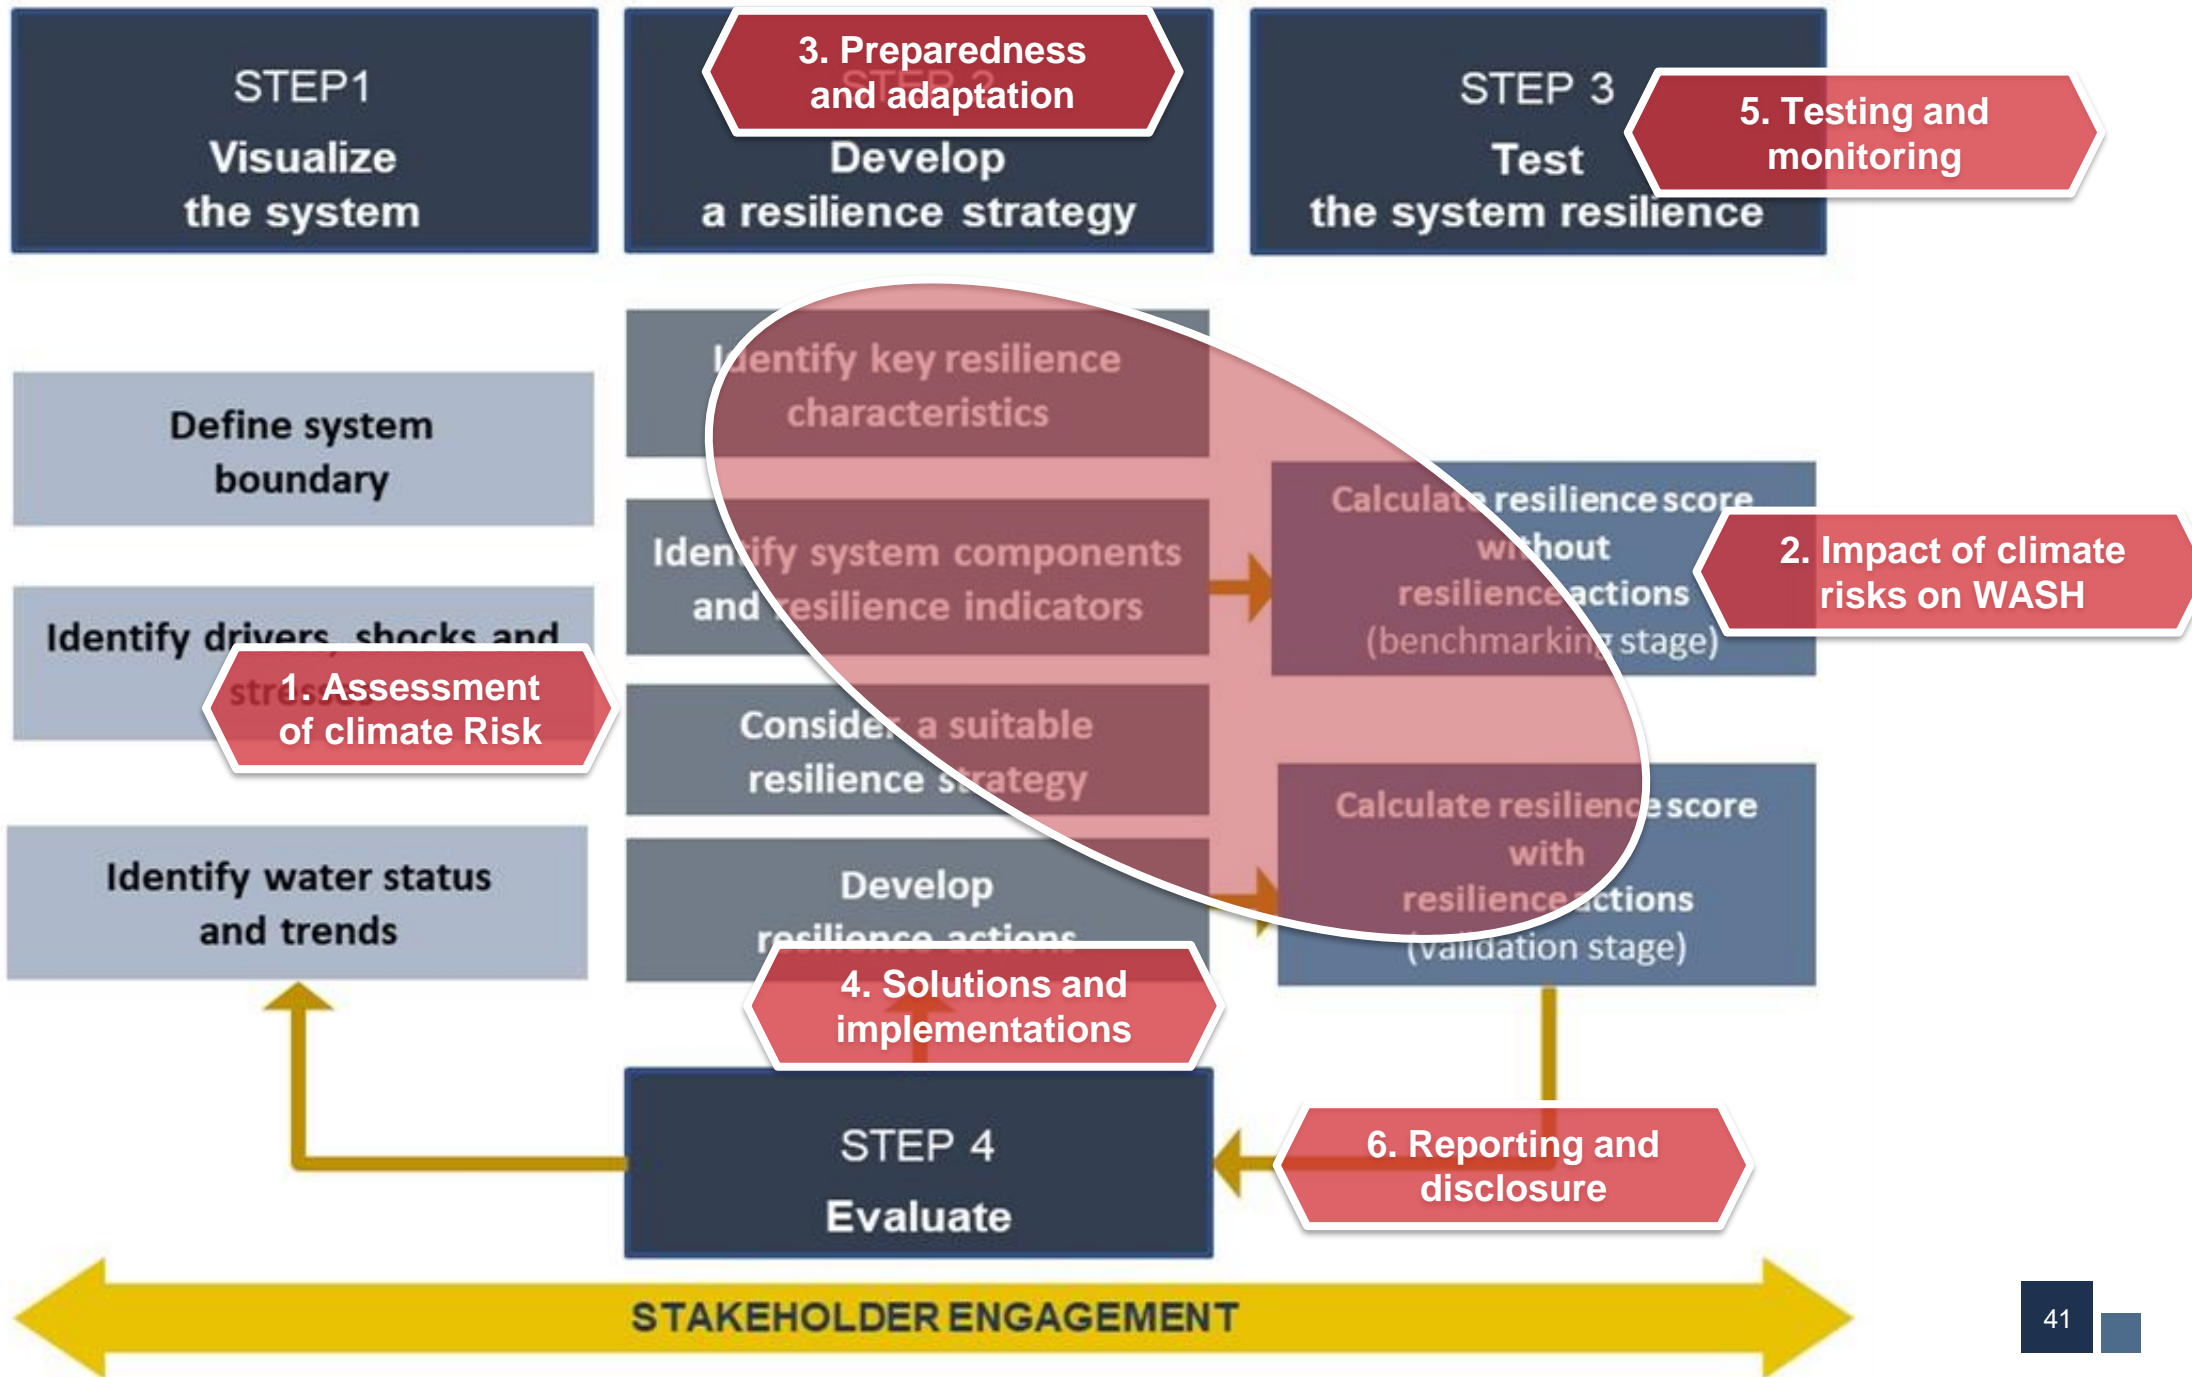 STEP1
Visualize
the system
3. Preparedness
and adaptation
STEP 2
Develop
a resilience strategy
STEP 3
Test
the system resilience
5. Testing and
monitoring
Define system
boundary
Identify drivers, shocks and
stresses
1. Assessment
of climate Risk
Identify water status
and trends
Identify key resilience
characteristics
Identify system components
and resilience indicators
Consider a suitable
resilience strategy
Develop
resilience actions
4. Solutions and
implementations
Calculate resilience score
without
resilience actions
(benchmarking stage)
2. Impact of climate
risks on WASH
Calculate resilience score
with
resilience actions
(validation stage)
STEP 4
Evaluate
6. Reporting and
disclosure
STAKEHOLDER ENGAGEMENT
41